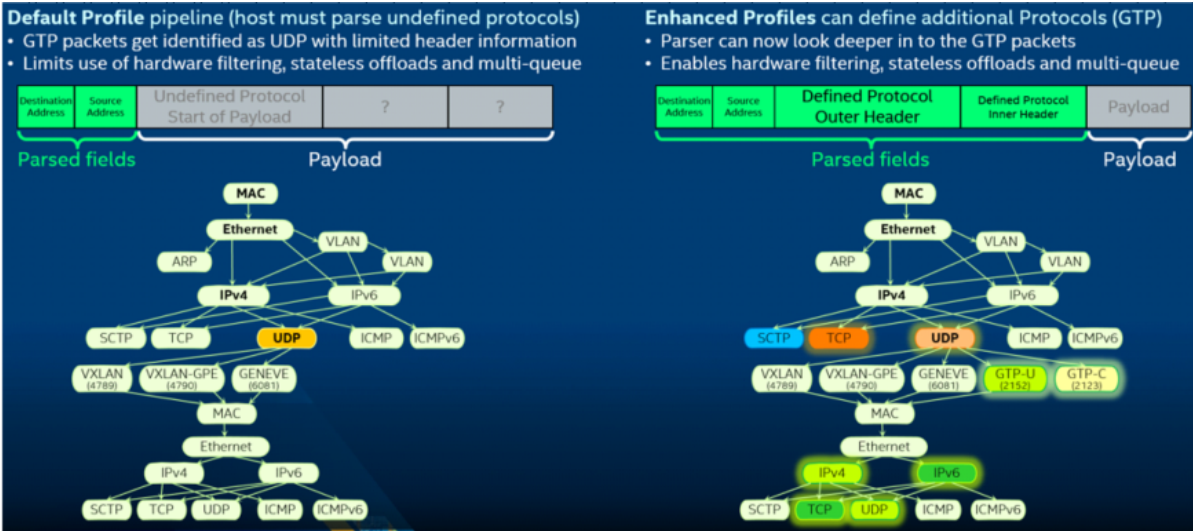 Default Profile pipeline (host must parse undefined protocols)
• GTP packets get identified as UDP with limited header information
• Limits use of hardware filtering, stateless offloads and multi-queue
Destination Address
Source Address
Undefined Protocol
Start of Payload
?
?
Parsed fields
Payload
MAC
Ethernet
VLAN
ARP
VLAN
IPv4
IPv6
SCTP
TCP
UDP
ICMP
ICMPv6
VXLAN
(4789)
VXLAN-GPE
(4790)
GENEVE
(6081)
MAC
Ethernet
IPv4
IPv6
SCTP
TCP
UDP
ICMP
ICMPv6
Enhanced Profiles can define additional Protocols (GTP)
• Parser can now look deeper in to the GTP packets
• Enables hardware filtering, stateless offloads and multi-queue
Destination Address
Source Address
Defined Protocol
Outer Header
Defined Protocol
Inner Header
Payload
Parsed fields
Payload
MAC
Ethernet
VLAN
ARP
VLAN
IPv4
IPv6
SCTP
TCP
UDP
ICMP
ICMPv6
VXLAN
(4789)
VXLAN-GPE
(4790)
GENEVE
(6081)
GTP-U
(2152)
GTP-C
(2123)
MAC
Ethernet
IPv4
IPv6
SCTP
TCP
UDP
ICMP
ICMPv6